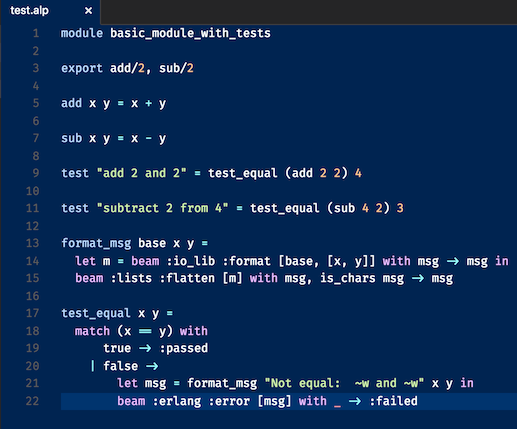 test.alp ×
1 module basic_module_with_tests
2
3 export add/2, sub/2
4
5 add x y = x + y
6
7 sub x y = x - y
8
9 test "add 2 and 2" = test_equal (add 2 2) 4
10
11 test "subtract 2 from 4" = test_equal (sub 4 2) 3
12
13 format_msg base x y =
14   let m = beam :io_lib :format [base, [x, y]] with msg -> msg in
15   beam :lists :flatten [m] with msg, is_chars msg -> msg
16
17 test_equal x y =
18   match (x == y) with
19       true -> :passed
20     | false ->
21         let msg = format_msg "Not equal:  ~w and ~w" x y in
22         beam :erlang :error [msg] with _ -> :failed